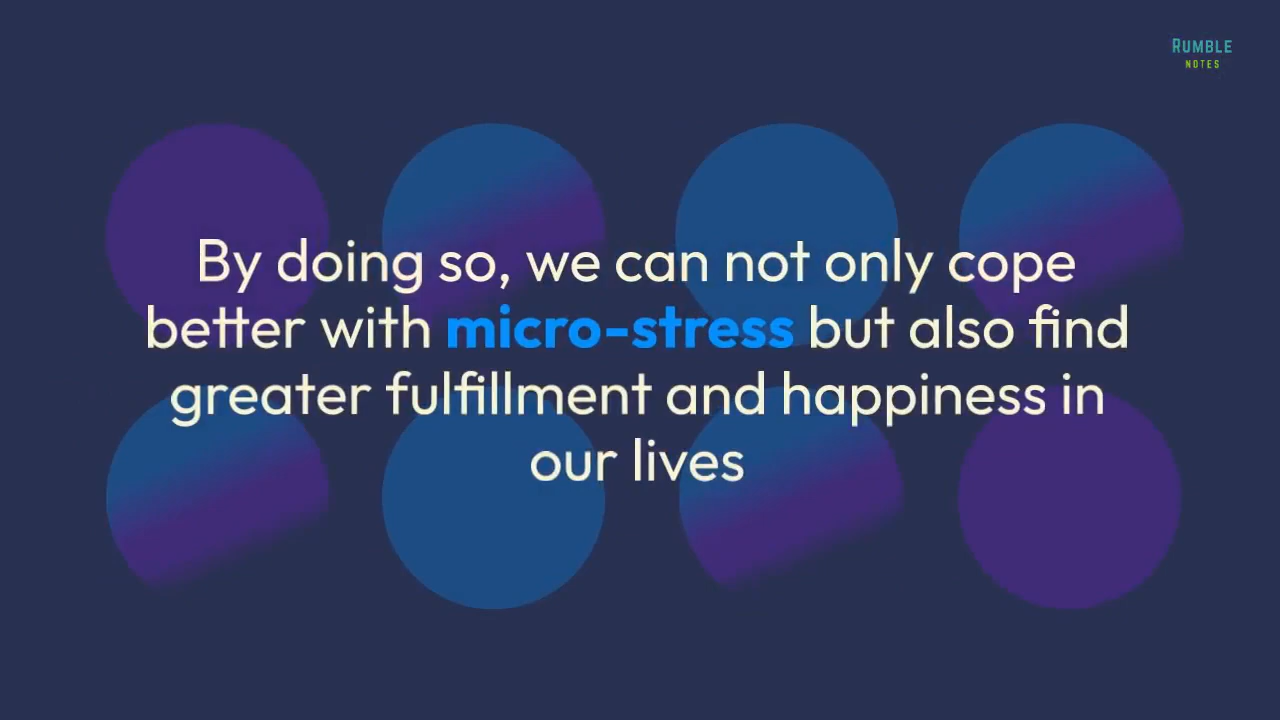 RUMBLE
NOTES
By doing so, we can not only cope
better with micro-stress but also find
greater fulfillment and happiness in
our lives